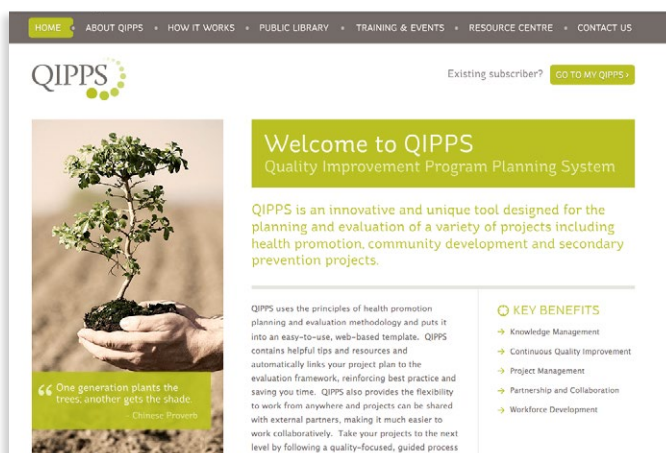 HOME • ABOUT QIPPS • HOW IT WORKS • PUBLIC LIBRARY • TRAINING & EVENTS • RESOURCE CENTRE • CONTACT US
QIPPS
Existing subscriber? GO TO MY QIPPS ›
Welcome to QIPPS
Quality Improvement Program Planning System
QIPPS is an innovative and unique tool designed for the
planning and evaluation of a variety of projects including
health promotion, community development and secondary
prevention projects.
“ One generation plants the
trees; another gets the shade.
- Chinese Proverb
QIPPS uses the principles of health promotion
planning and evaluation methodology and puts it
into an easy-to-use, web-based template. QIPPS
contains helpful tips and resources and
automatically links your project plan to the
evaluation framework, reinforcing best practice and
saving you time. QIPPS also provides the flexibility
to work from anywhere and projects can be shared
with external partners, making it much easier to
work collaboratively. Take your projects to the next
level by following a quality-focused, guided process
KEY BENEFITS
→ Knowledge Management
→ Continuous Quality Improvement
→ Project Management
→ Partnership and Collaboration
→ Workforce Development